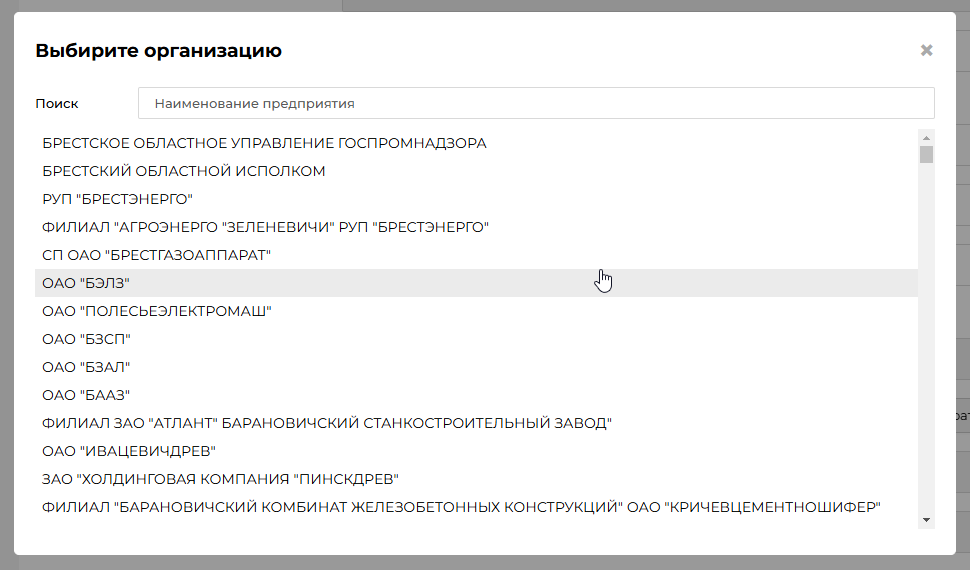 Выбирите организацию
Поиск
Наименование предприятия
БРЕСТСКОЕ ОБЛАСТНОЕ УПРАВЛЕНИЕ ГОСПРОМНАДЗОРА
БРЕСТСКИЙ ОБЛАСТНОЙ ИСПОЛКОМ
РУП "БРЕСТЭНЕРГО"
ФИЛИАЛ "АГРОЭНЕРГО "ЗЕЛЕНЕВИЧИ" РУП "БРЕСТЭНЕРГО"
СП ОАО "БРЕСТГАЗОАППАРАТ"
ОАО "БЭЛЗ"
ОАО "ПОЛЕСЬЕЭЛЕКТРОМАШ"
ОАО "БЗСП"
ОАО "БЗАЛ"
ОАО "БААЗ"
ФИЛИАЛ ЗАО "АТЛАНТ" БАРАНОВИЧСКИЙ СТАНКОСТРОИТЕЛЬНЫЙ ЗАВОД"
ОАО "ИВАЦЕВИЧДРЕВ"
ЗАО "ХОЛДИНГОВАЯ КОМПАНИЯ "ПИНСКДРЕВ"
ФИЛИАЛ "БАРАНОВИЧСКИЙ КОМБИНАТ ЖЕЛЕЗОБЕТОННЫХ КОНСТРУКЦИЙ" ОАО "КРИЧЕВЦЕМЕНТНОШИФЕР"